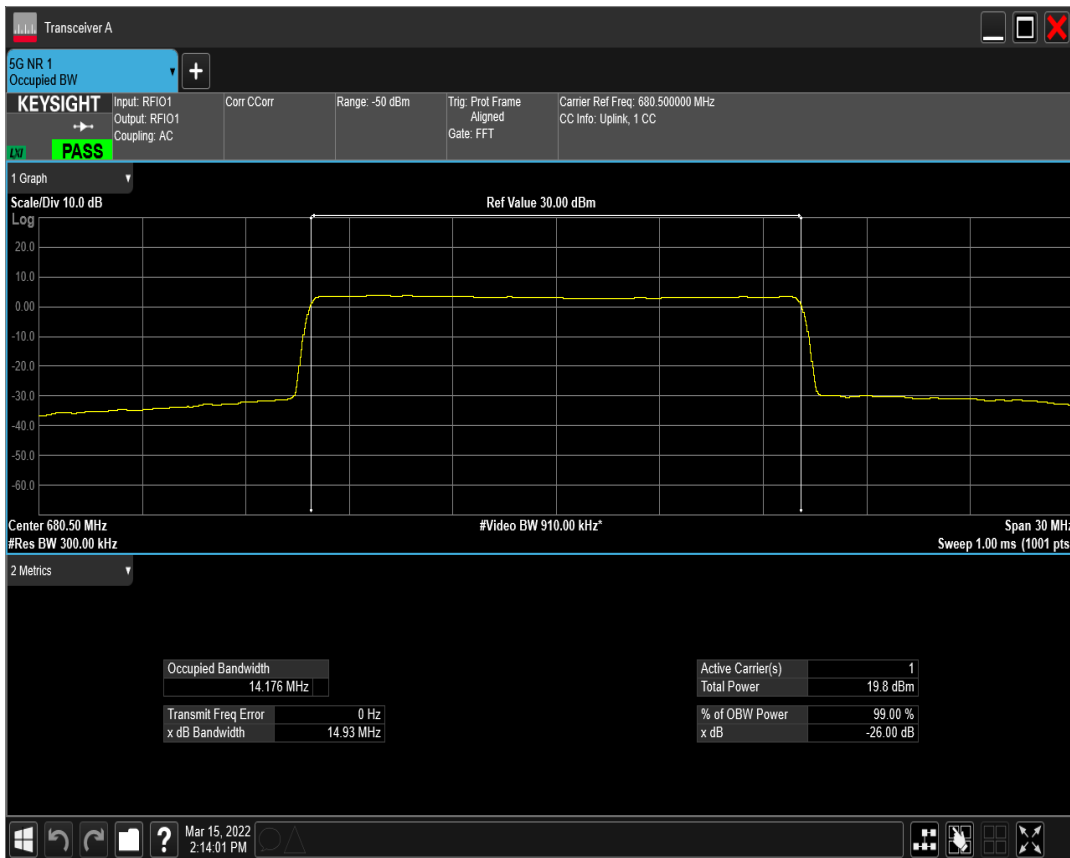 Transceiver A
5G NR 1
Occupied BW
+
KEYSIGHT
LXI
PASS
Input: RFIO1
Output: RFIO1
Coupling: AC
Corr CCorr
Range: -50 dBm
Trig: Prot Frame
Aligned
Gate: FFT
Carrier Ref Freq: 680.500000 MHz
CC Info: Uplink, 1 CC
1 Graph
Scale/Div 10.0 dB
Ref Value 30.00 dBm
Log
20.0
10.0
0.00
-10.0
-20.0
-30.0
-40.0
-50.0
-60.0
Center 680.50 MHz
#Video BW 910.00 kHz*
Span 30 MHz
#Res BW 300.00 kHz
Sweep 1.00 ms (1001 pts
2 Metrics
Occupied Bandwidth
14.176 MHz
Transmit Freq Error 0 Hz
x dB Bandwidth 14.93 MHz
Active Carrier(s) 1
Total Power 19.8 dBm
% of OBW Power 99.00 %
x dB -26.00 dB
?
Mar 15, 2022
2:14:01 PM